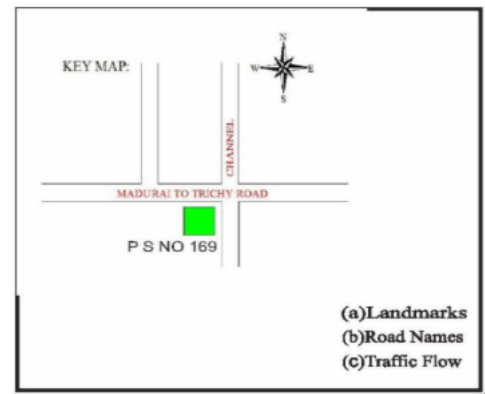 N
KEY MAP:
W E
S
CHANNEL
MADURAI TO TRICHY ROAD
P S NO 169
(a)Landmarks
(b)Road Names
(c)Traffic Flow